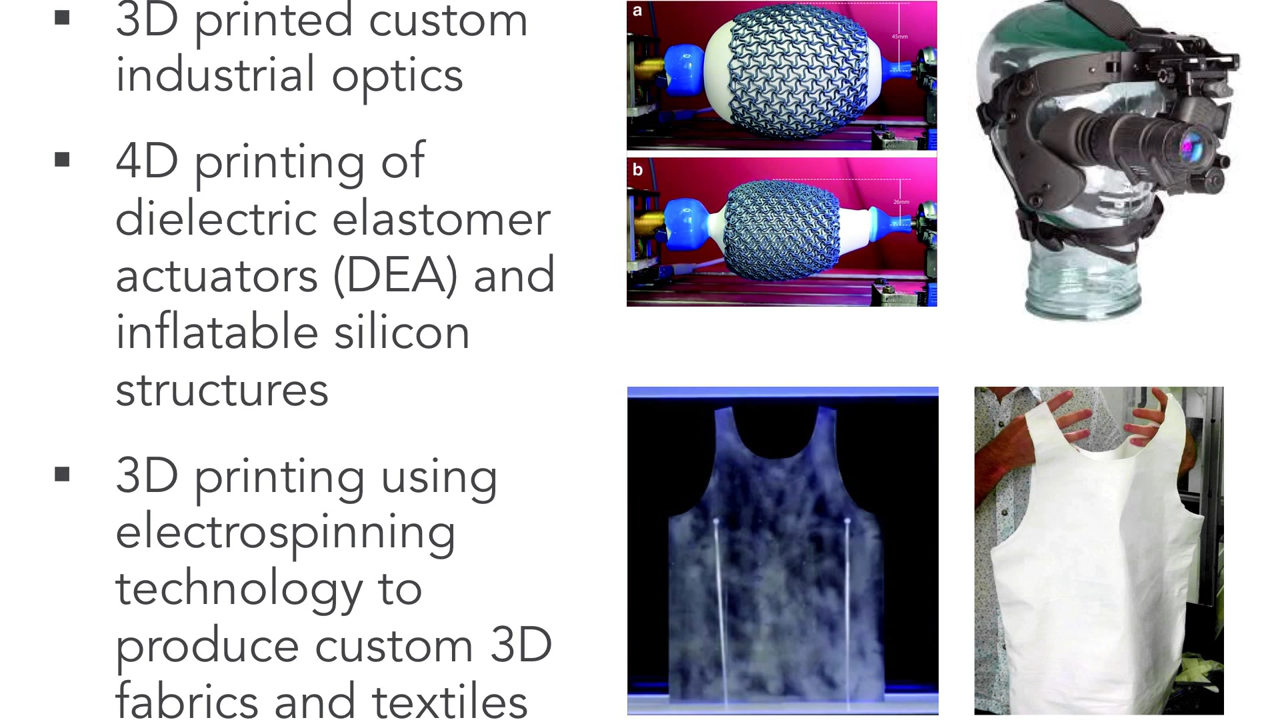 ▪ 3D printed custom
industrial optics
▪ 4D printing of
dielectric elastomer
actuators (DEA) and
inflatable silicon
structures
▪ 3D printing using
electrospinning
technology to
produce custom 3D
fabrics and textiles
a
b
26mm